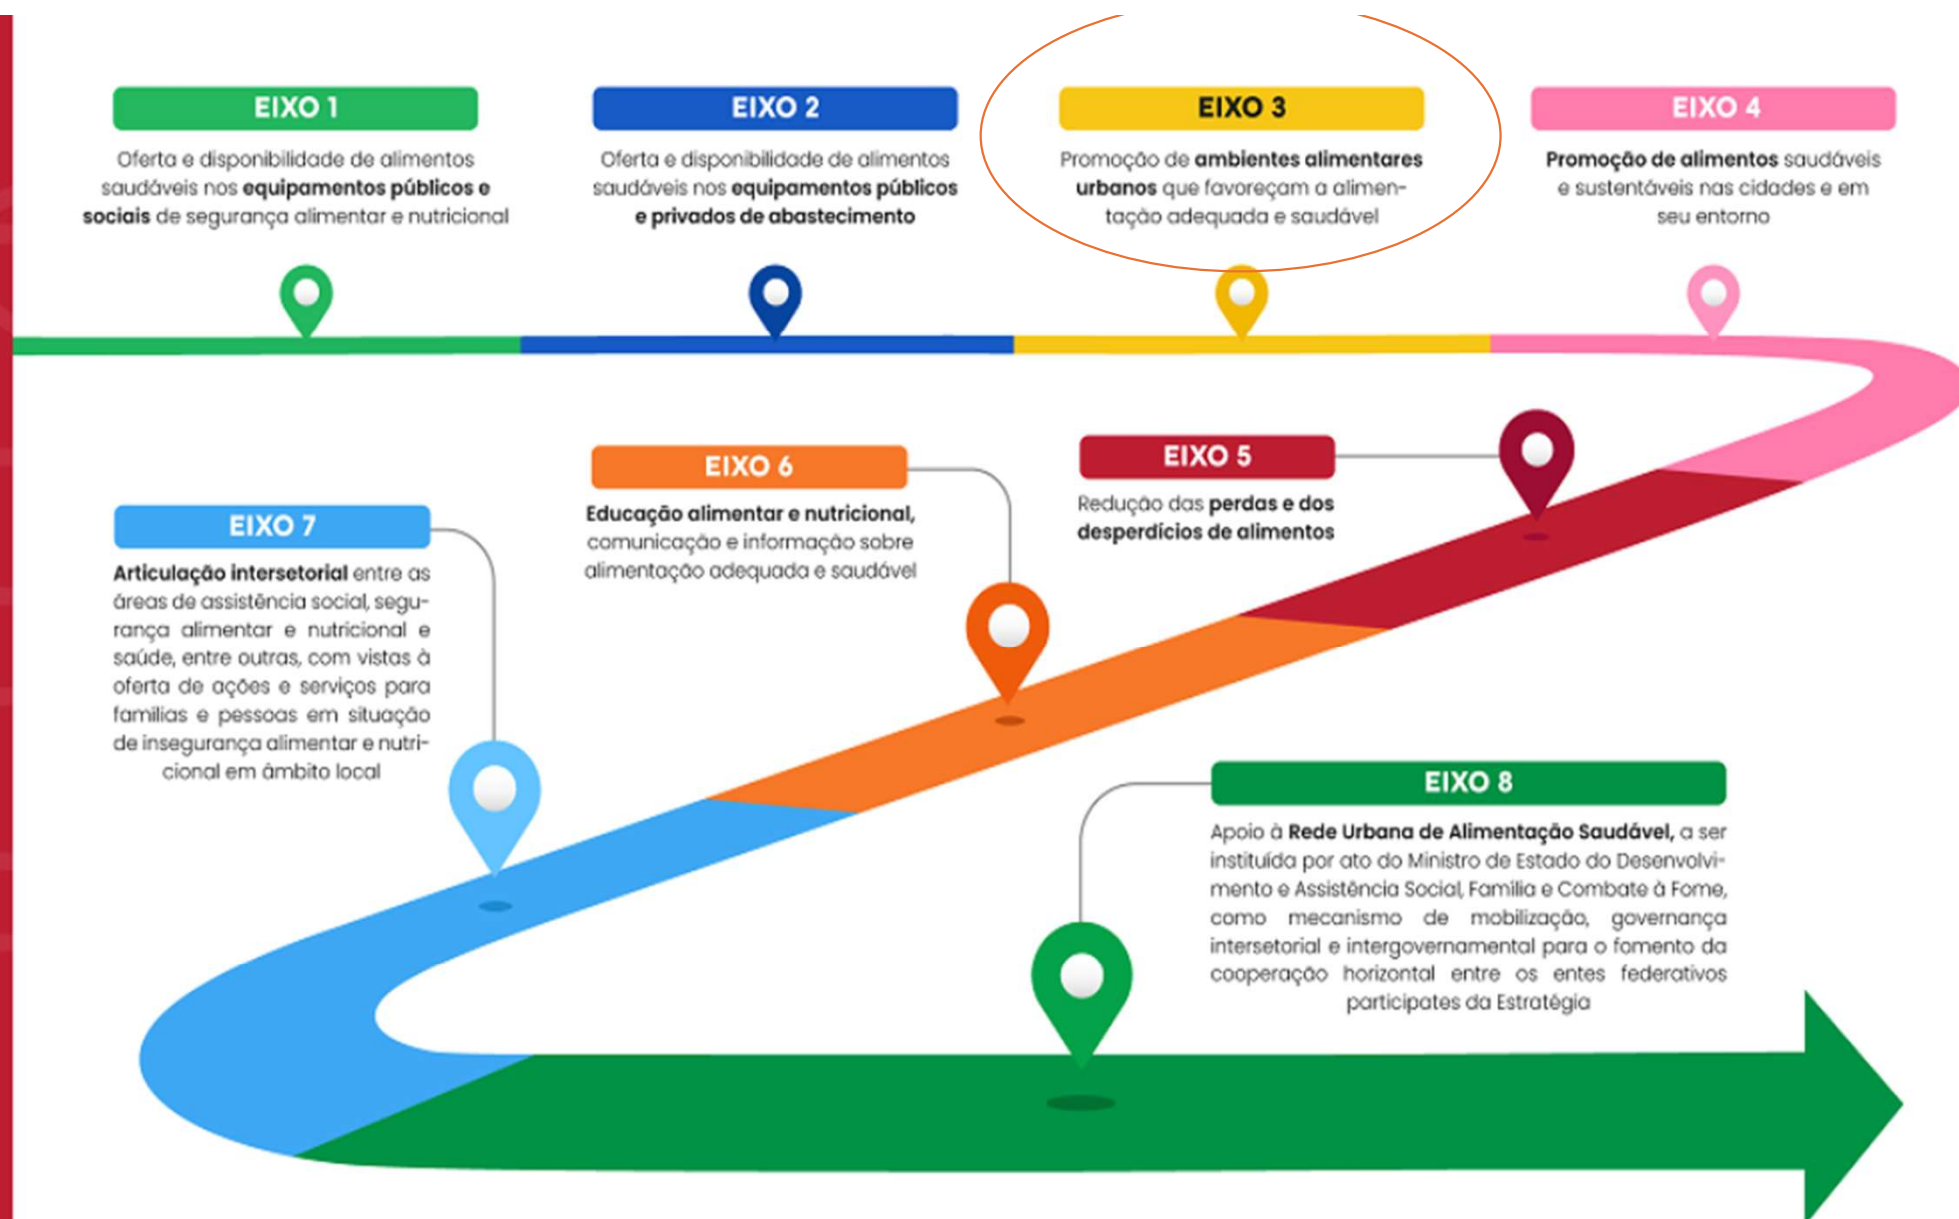 EIXO 1
Oferta e disponibilidade de alimentos
saudáveis nos equipamentos públicos e
sociais de segurança alimentar e nutricional
EIXO 2
Oferta e disponibilidade de alimentos
saudáveis nos equipamentos públicos
e privados de abastecimento
EIXO 3
Promoção de ambientes alimentares
urbanos que favoreçam a alimen-
tação adequada e saudável
EIXO 4
Promoção de alimentos saudáveis
e sustentáveis nas cidades e em
seu entorno
EIXO 5
Redução das perdas e dos
desperdícios de alimentos
EIXO 6
Educação alimentar e nutricional,
comunicação e informação sobre
alimentação adequada e saudável
EIXO 7
Articulação intersetorial entre as
áreas de assistência social, segu-
rança alimentar e nutricional e
saúde, entre outras, com vistas à
oferta de ações e serviços para
famílias e pessoas em situação
de insegurança alimentar e nutri-
cional em âmbito local
EIXO 8
Apoio à Rede Urbana de Alimentação Saudável, a ser
instituída por ato do Ministro de Estado do Desenvolvi-
mento e Assistência Social, Família e Combate à Fome,
como mecanismo de mobilização, governança
intersetorial e intergovernamental para o fomento da
cooperação horizontal entre os entes federativos
participates da Estratégia